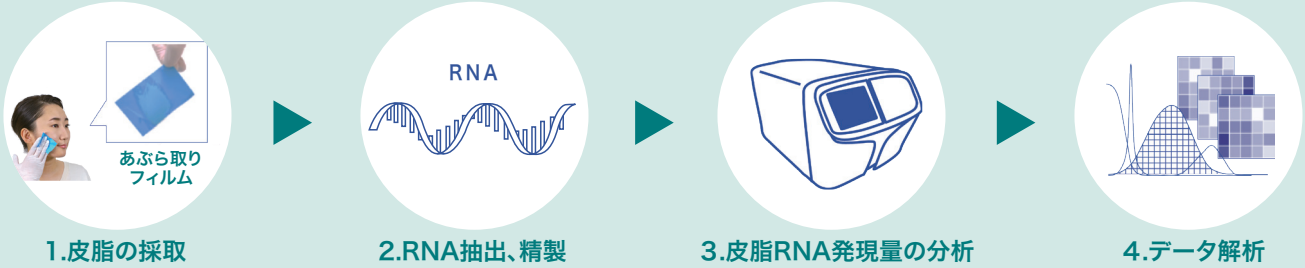 あぶら取り
フィルム
RNA
1.皮脂の採取
2.RNA抽出、精製
3.皮脂RNA発現量の分析
4.データ解析